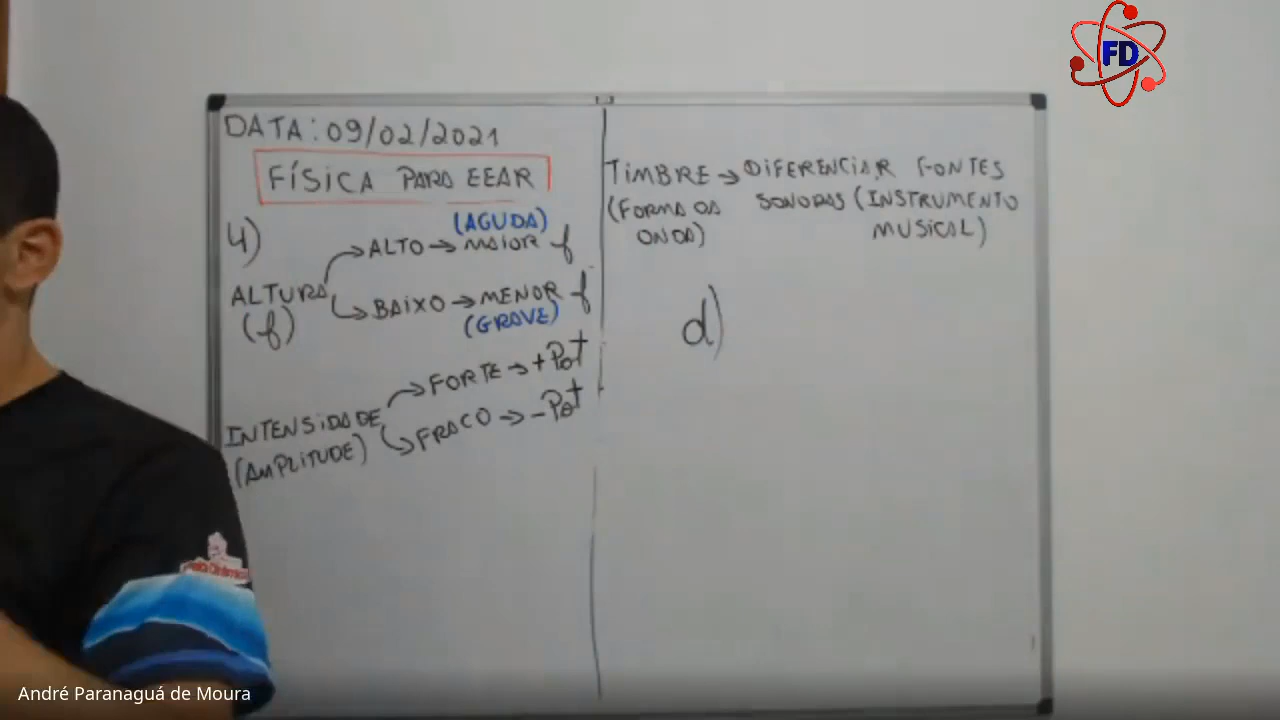 FD
DATA: 09/02/2021
FÍSICA PARA EEAR
4)
(AGUDA)
ALTO → MAIOR f
ALTURA
(f)
BAIXO → MENOR f
(GRAVE)
FORTE → +Pot
INTENSIDADE
(AMPLITUDE)
FRACO → -Pot
TIMBRE → DIFERENCIAR FONTES
(FORMA DA SONORAS (INSTRUMENTO
ONDA) MUSICAL)
d)
André Paranaguá de Moura